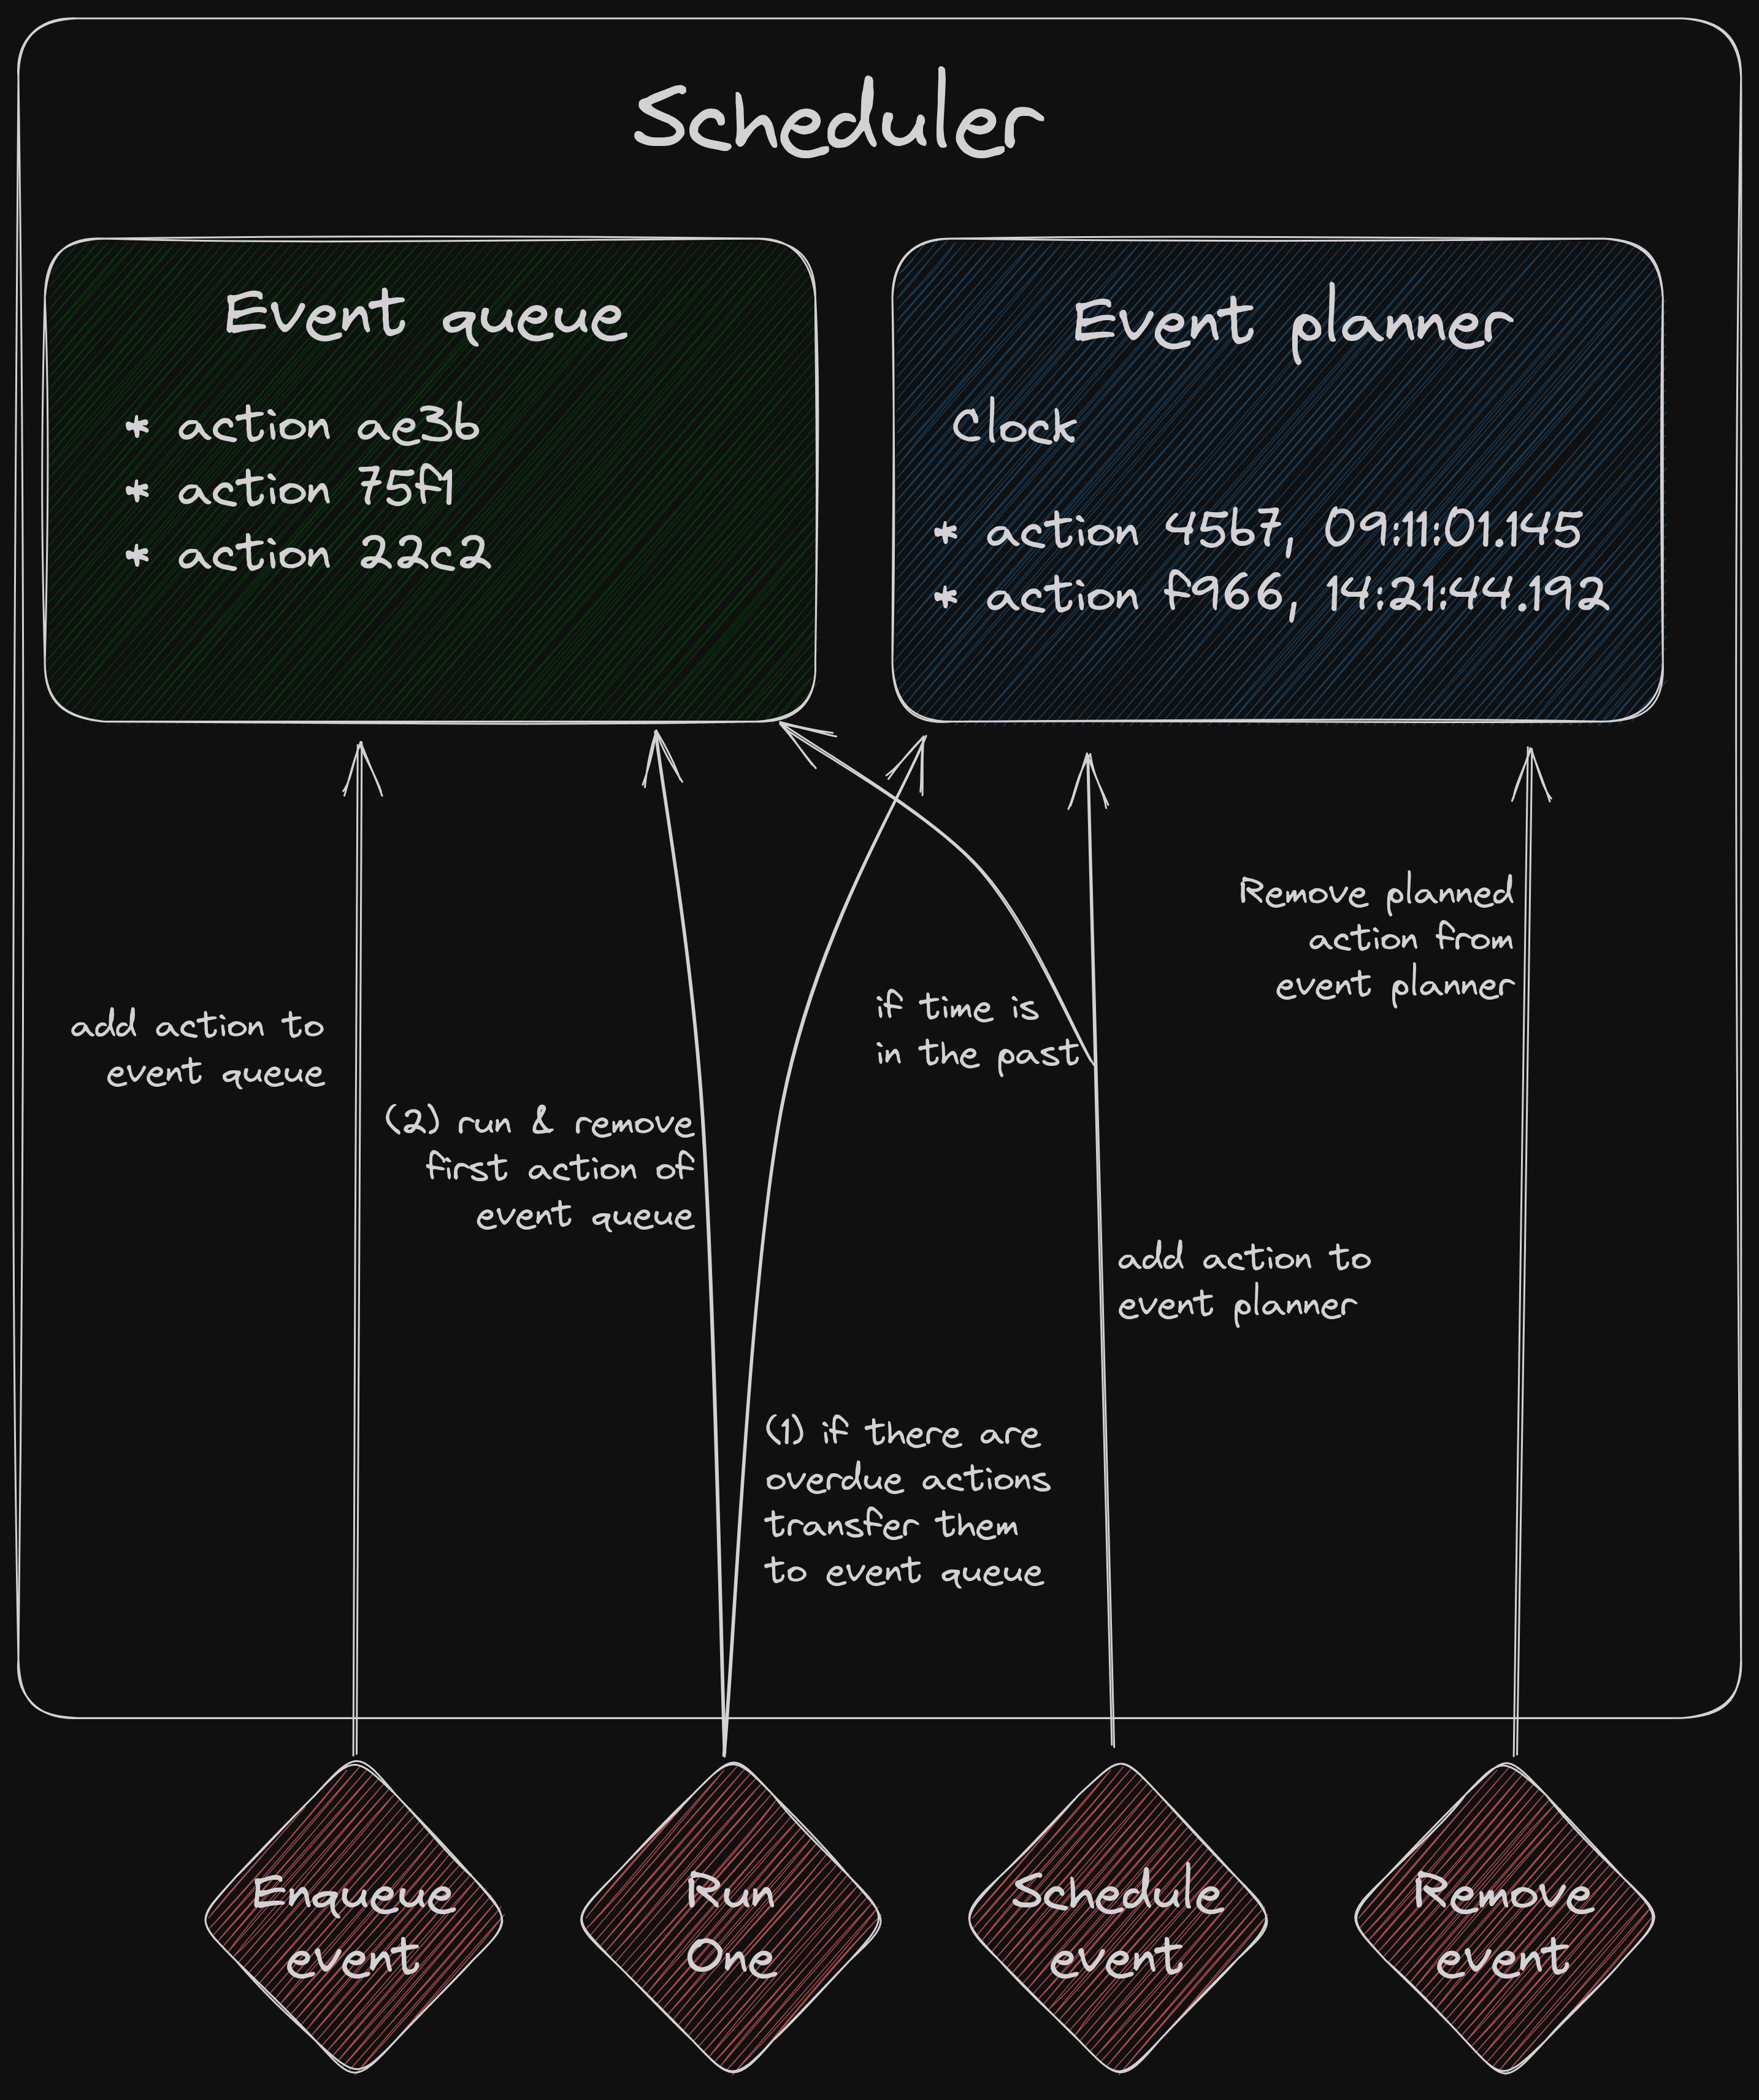 Scheduler
Event queue
* action ae3b
* action 75f1
* action 22c2
Event planner
Clock
* action 45b7, 09:11:01.145
* action f966, 14:21:44.192
add action to
event queue
(2) run & remove
first action of
event queue
(1) if there are
overdue actions
transfer them
to event queue
if time is
in the past
add action to
event planner
Remove planned
action from
event planner
Enqueue
event
Run
One
Schedule
event
Remove
event